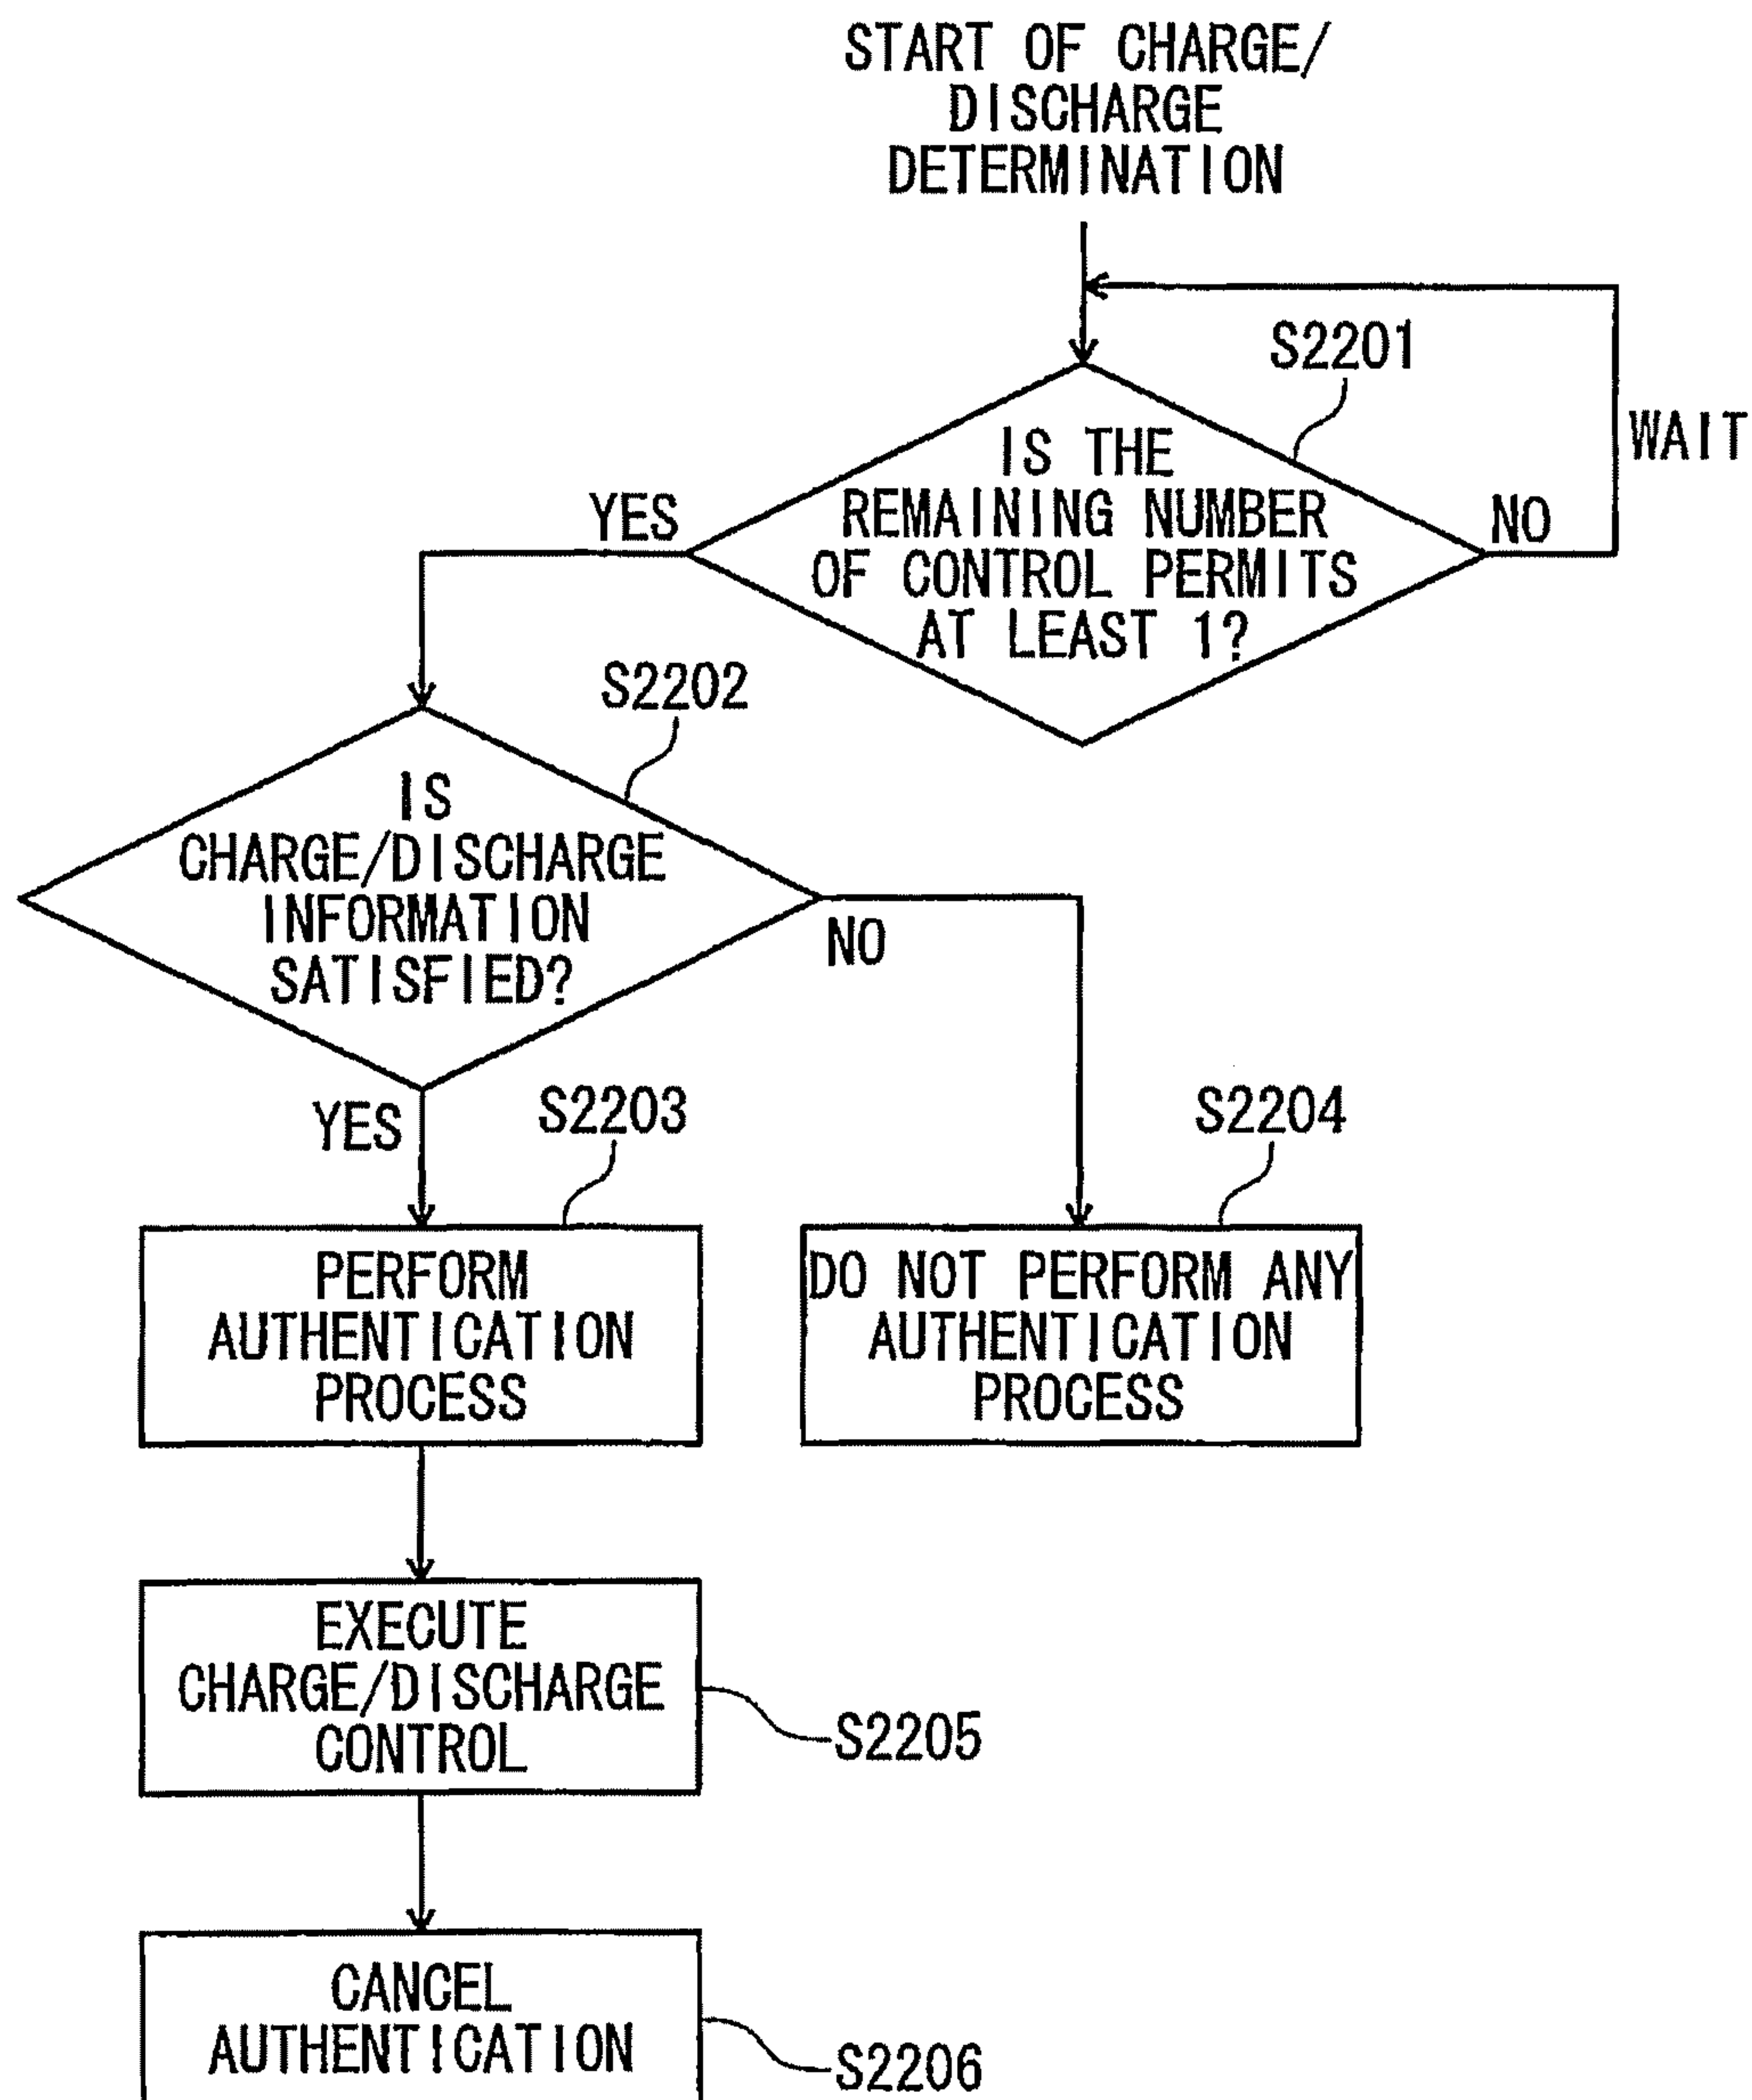 START OF CHARGE/
DISCHARGE
DETERMINATION
S2201
WAIT
IS THE
REMAINING NUMBER
OF CONTROL PERMITS
AT LEAST 1?
YES
NO
S2202
IS
CHARGE/DISCHARGE
INFORMATION
SATISFIED?
NO
YES
S2203
S2204
PERFORM
AUTHENTICATION
PROCESS
DO NOT PERFORM ANY
AUTHENTICATION
PROCESS
EXECUTE
CHARGE/DISCHARGE
CONTROL
S2205
CANCEL
AUTHENTICATION
S2206